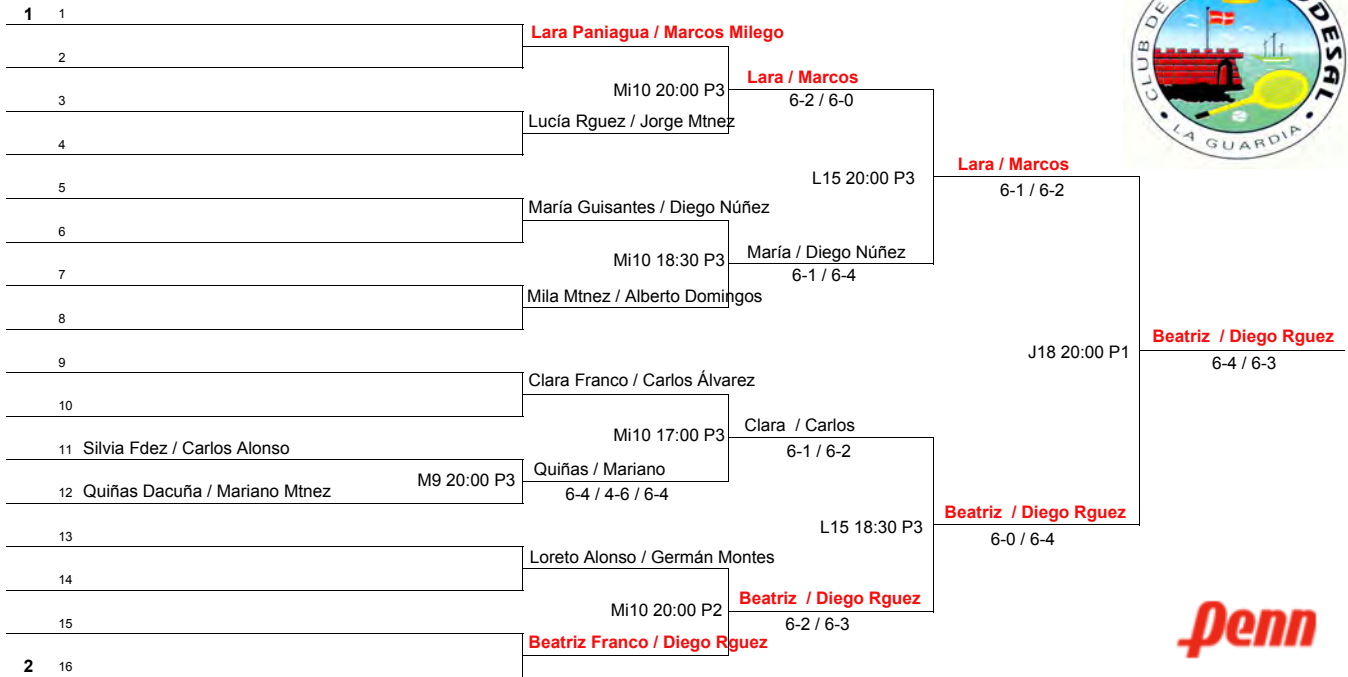 1 1
Lara Paniagua / Marcos Milego
2
Lara / Marcos
Mi10 20:00 P3
6-2 / 6-0
3
Lucía Rguez / Jorge Mtnez
4
Lara / Marcos
L15 20:00 P3
6-1 / 6-2
5
María Guisantes / Diego Núñez
6
María / Diego Núñez
Mi10 18:30 P3
6-1 / 6-4
7
Mila Mtnez / Alberto Domingos
8
Beatriz / Diego Rguez
J18 20:00 P1
6-4 / 6-3
9
Clara Franco / Carlos Álvarez
10
Clara / Carlos
Mi10 17:00 P3
6-1 / 6-2
11 Silvia Fdez / Carlos Alonso
Quiñas / Mariano
M9 20:00 P3
6-4 / 4-6 / 6-4
12 Quiñas Dacuña / Mariano Mtnez
Beatriz / Diego Rguez
L15 18:30 P3
6-0 / 6-4
13
Loreto Alonso / Germán Montes
14
Beatriz / Diego Rguez
Mi10 20:00 P2
6-2 / 6-3
15
Beatriz Franco / Diego Rguez
2 16
CLUB DE
ODESAL
LA GUARDIA
Penn